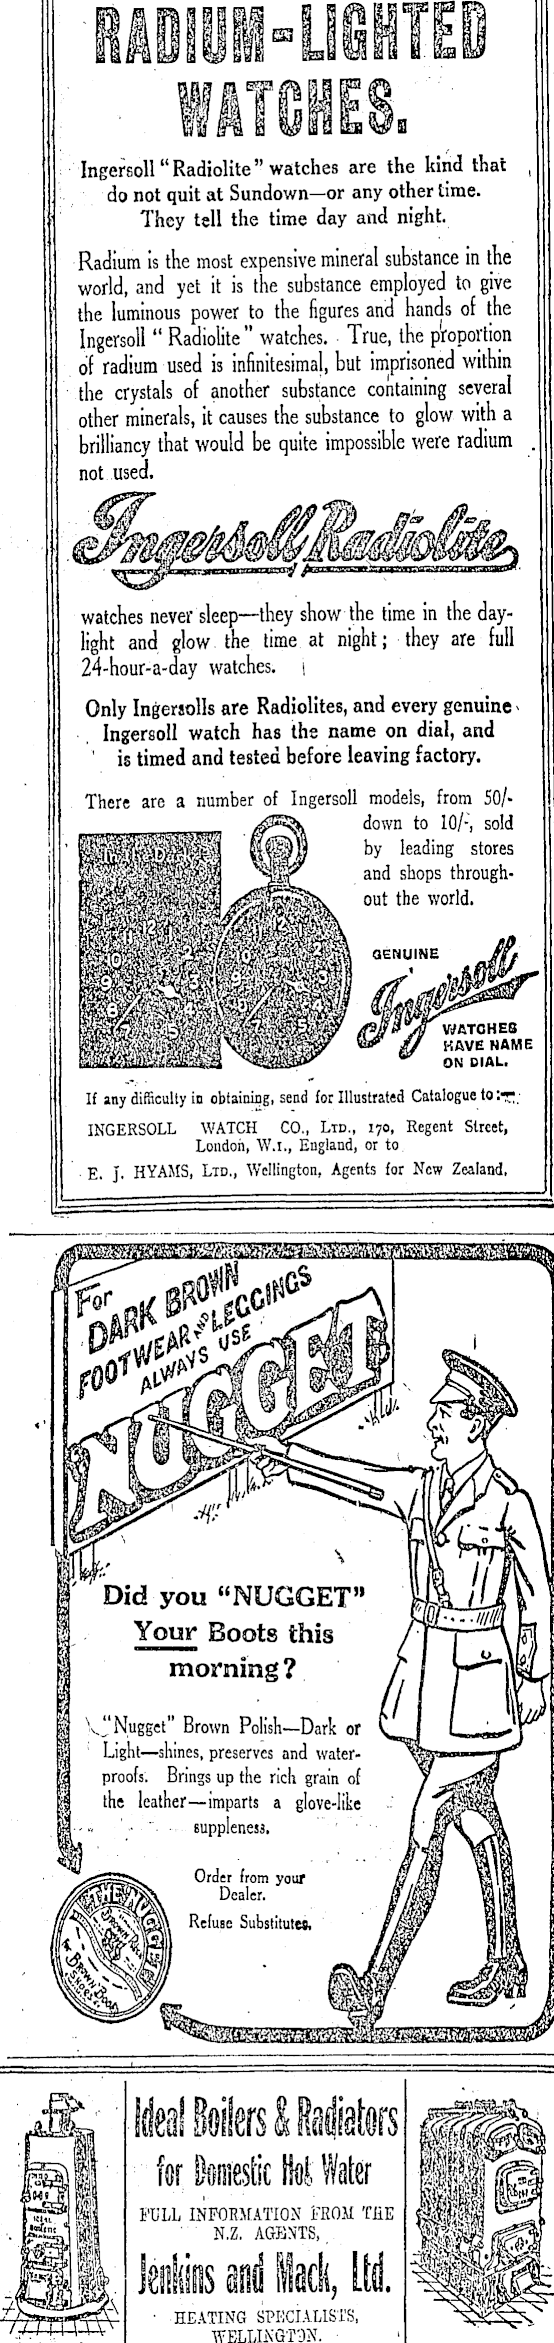 RADIUM-LIGHTED
WATCHES.
Ingersoll "Radiolite" watches are the kind that
do not quit at Sundown—or any other time.
They tell the time day and night.
Radium is the most expensive mineral substance in the
world, and yet it is the substance employed to give
the luminous power to the figures and hands of the
Ingersoll "Radiolite" watches. True, the proportion
of radium used is infinitesimal, but imprisoned within
the crystals of another substance containing several
other minerals, it causes the substance to glow with a
brilliancy that would be quite impossible were radium
not used.
Ingersoll Radiolite
watches never sleep—they show the time in the day-
light and glow the time at night; they are full
24-hour-a-day watches.
Only Ingersolls are Radiolites, and every genuine
Ingersoll watch has the name on dial, and
is timed and tested before leaving factory.
There are a number of Ingersoll models, from 50/-
down to 10/-, sold
by leading stores
and shops through-
out the world.
In the Dark
GENUINE
Ingersoll
WATCHES
HAVE NAME
ON DIAL.
If any difficulty in obtaining, send for Illustrated Catalogue to:—
INGERSOLL WATCH CO., LTD., 170, Regent Street,
London, W.1., England, or to
E. J. HYAMS, LTD., Wellington, Agents for New Zealand.
For
DARK BROWN
FOOTWEAR AND LEGGINGS
ALWAYS USE
NUGGET
Did you "NUGGET"
Your Boots this
morning?
"Nugget" Brown Polish—Dark or
Light—shines, preserves and water-
proofs. Brings up the rich grain of
the leather—imparts a glove-like
suppleness.
Order from your
Dealer.
Refuse Substitutes.
THE NUGGET
Brown Polish
for Brown Boots
SHOES
Ideal Boilers & Radiators
for Domestic Hot Water
FULL INFORMATION FROM THE
N.Z. AGENTS,
Jenkins and Mack, Ltd.
HEATING SPECIALISTS,
WELLINGTON.